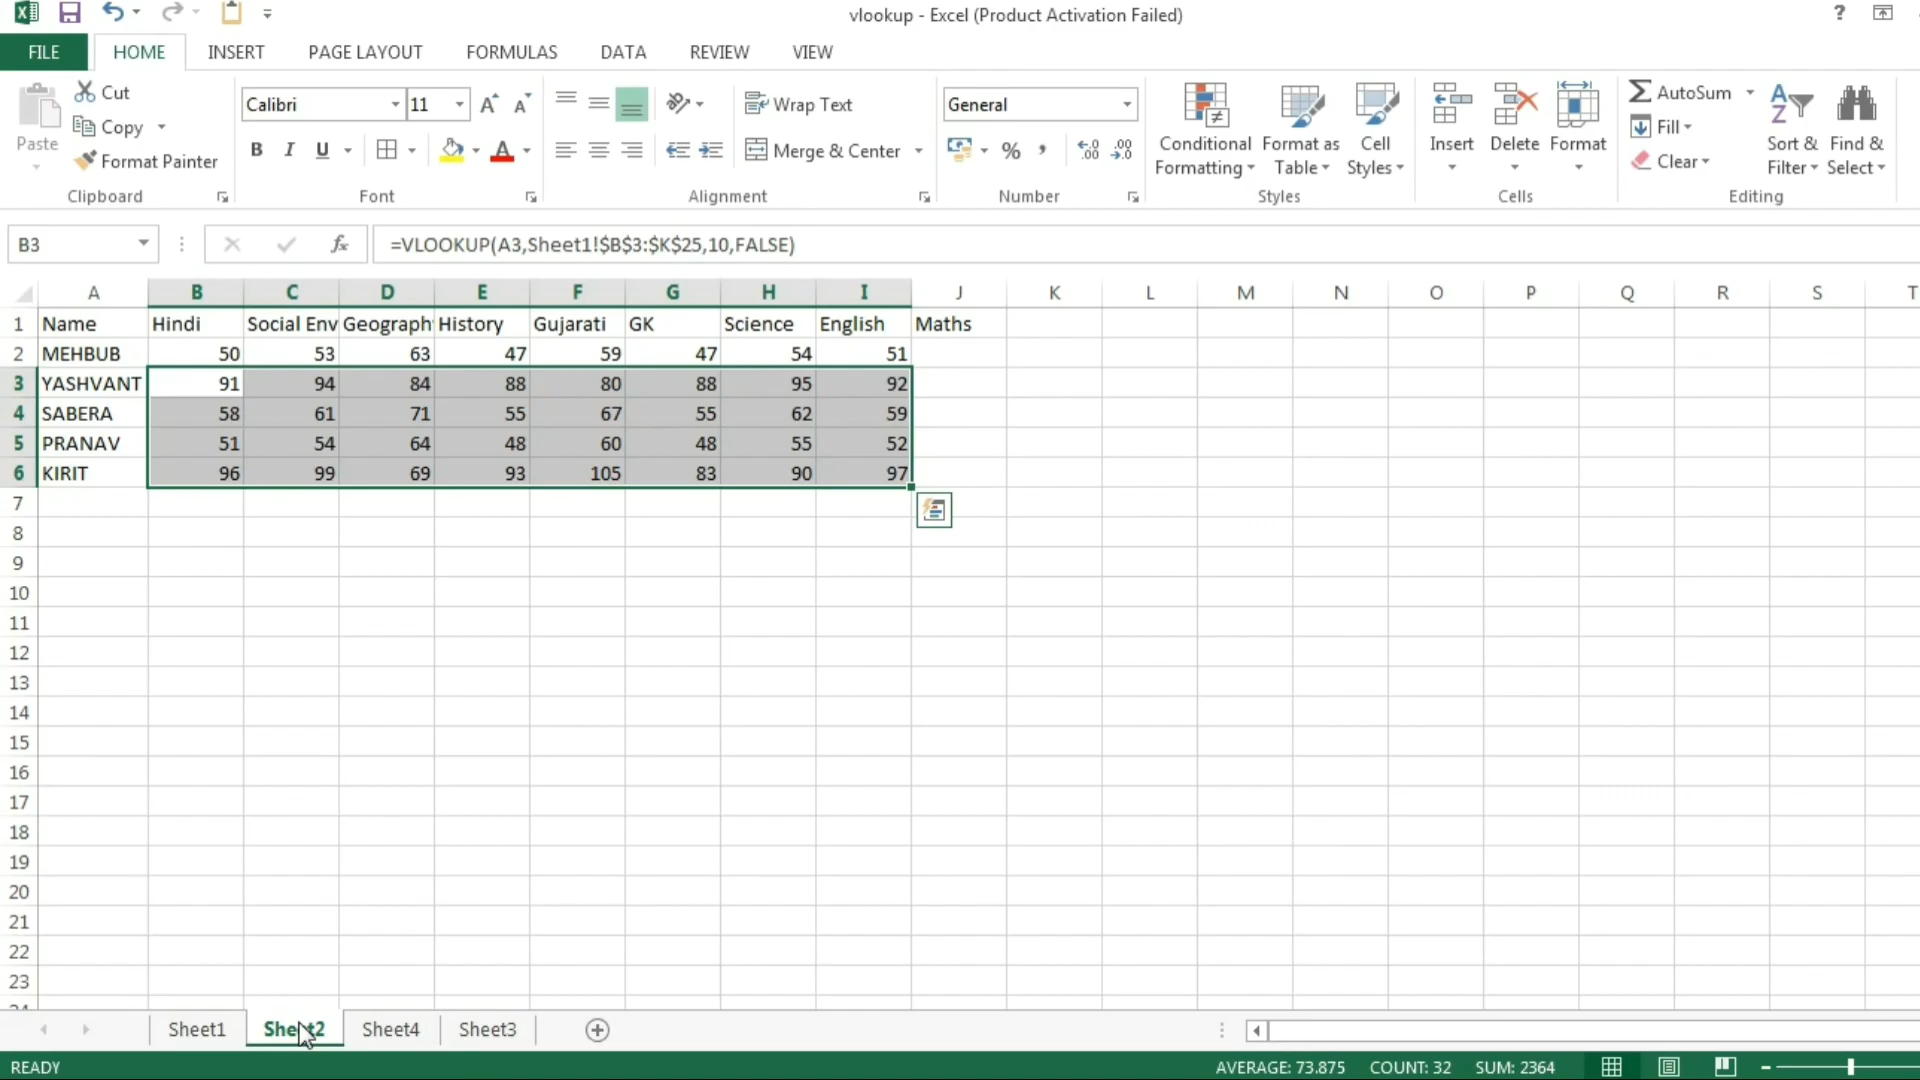 vlookup - Excel (Product Activation Failed)
?
FILE HOME INSERT PAGE LAYOUT FORMULAS DATA REVIEW VIEW
Paste
Cut
Copy
Format Painter
Clipboard
Calibri 11
B I U
Font
Wrap Text
Merge & Center
Alignment
General
%
Number
Conditional Formatting
Format as Table
Cell Styles
Styles
Insert
Delete
Format
Cells
AutoSum
Fill
Clear
Sort & Filter
Find & Select
Editing
B3 fx =VLOOKUP(A3,Sheet1!$B$3:$K$25,10,FALSE)
A B C D E F G H I J K L M N O P Q R S T
1 Name Hindi Social Env Geograph History Gujarati GK Science English Maths
2 MEHBUB 50 53 63 47 59 47 54 51
3 YASHVANT 91 94 84 88 80 88 95 92
4 SABERA 58 61 71 55 67 55 62 59
5 PRANAV 51 54 64 48 60 48 55 52
6 KIRIT 96 99 69 93 105 83 90 97
7
8
9
10
11
12
13
14
15
16
17
18
19
20
21
22
23
Sheet1 Sheet2 Sheet4 Sheet3
READY AVERAGE: 73.875 COUNT: 32 SUM: 2364